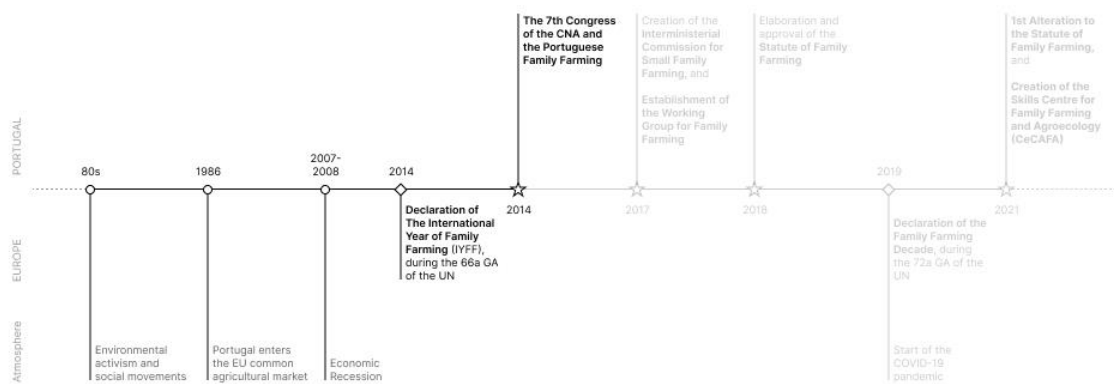 The 7th Congress
of the CNA and
the Portuguese
Family Farming
Creation of the
Interministerial
Commission for
Small Family
Farming, and
Establishment of
the Working
Group for Family
Farming
Elaboration and
approval of the
Statute of Family
Farming
1st Alteration to
the Statute of
Family Farming,
and
Creation of the
Skills Centre for
Family Farming
and Agroecology
(CeCAFA)
PORTUGAL
80s
1986
2007-
2008
2014
2019
2014
2017
2018
2021
EUROPE
Declaration of
The International
Year of Family
Farming (IYFF),
during the 66a GA
of the UN
Declaration of the
Family Farming
Decade, during
the 72a GA of the
UN
Atmosphere
Environmental
activism and
social movements
Portugal enters
the EU common
agricultural market
Economic
Recession
Start of the
COVID-19
pandemic